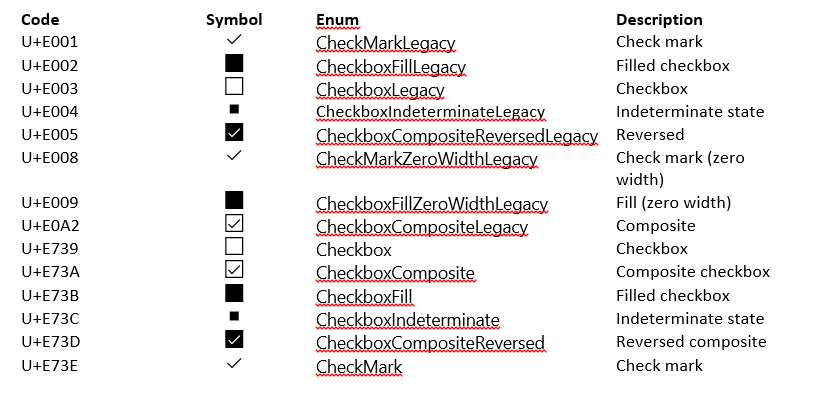 Code Symbol Enum Description
U+E001 ✓ CheckMarkLegacy Check mark
U+E002 ■ CheckboxFillLegacy Filled checkbox
U+E003 □ CheckboxLegacy Checkbox
U+E004 ▪ CheckboxIndeterminateLegacy Indeterminate state
U+E005 ☑ CheckboxCompositeReversedLegacy Reversed
U+E008 ✓ CheckMarkZeroWidthLegacy Check mark (zero
width)
U+E009 ■ CheckboxFillZeroWidthLegacy Fill (zero width)
U+E0A2 ☑ CheckboxCompositeLegacy Composite
U+E739 □ Checkbox Checkbox
U+E73A ☑ CheckboxComposite Composite checkbox
U+E73B ■ CheckboxFill Filled checkbox
U+E73C ▪ CheckboxIndeterminate Indeterminate state
U+E73D ☑ CheckboxCompositeReversed Reversed composite
U+E73E ✓ CheckMark Check mark